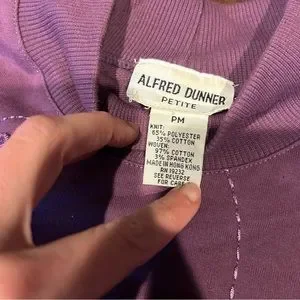 ALFRED DUNNER
PETITE
PM
KNIT:
65% POLYESTER
35% COTTON
WOVEN:
97% COTTON
3% SPANDEX
MADE IN HONG KONG
RN 19232
SEE REVERSE
FOR CARE